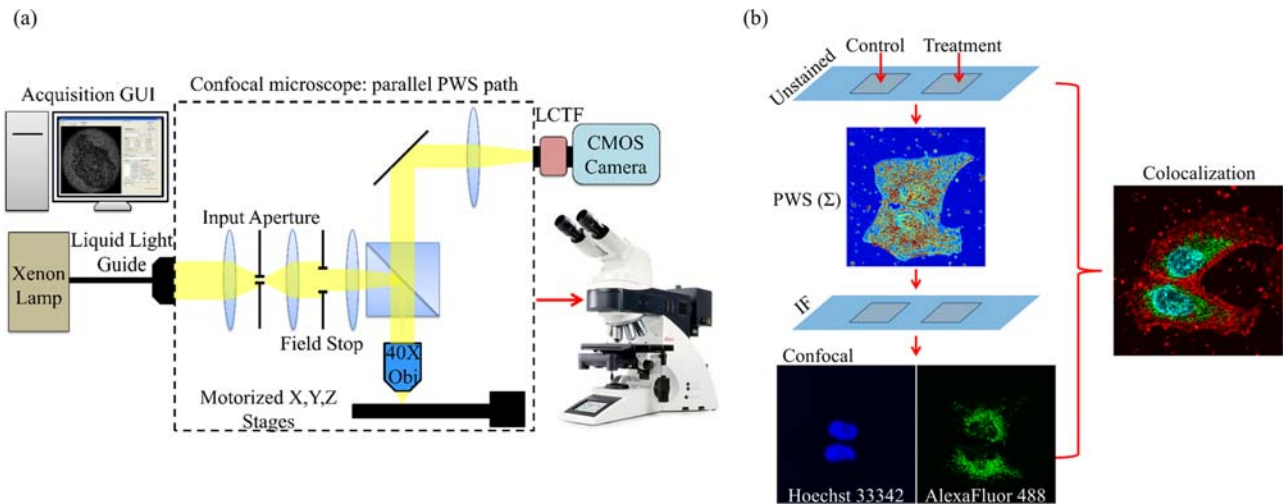 (a)
Confocal microscope: parallel PWS path
Acquisition GUI
LCTF
CMOS
Camera
Input Aperture
Liquid Light
Guide
Xenon
Lamp
Field Stop
40X
Obj
Motorized X,Y,Z
Stages
(b)
Control
Treatment
Unstained
PWS (Σ)
IF
Confocal
Hoechst 33342
AlexaFluor 488
Colocalization